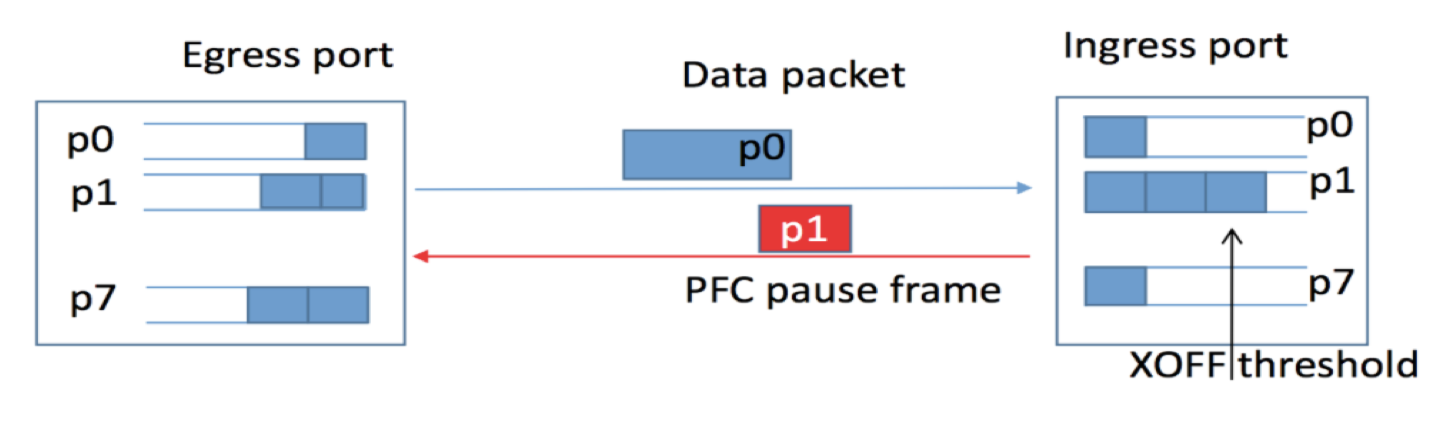 Egress port
Data packet
Ingress port
p0
p1
p7
p0
p1
PFC pause frame
p0
p1
p7
XOFF threshold